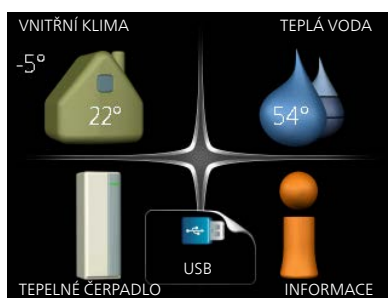 VNITŘNÍ KLIMA
TEPLÁ VODA
-5°
22°
54°
USB
TEPELNÉ ČERPADLO
INFORMACE